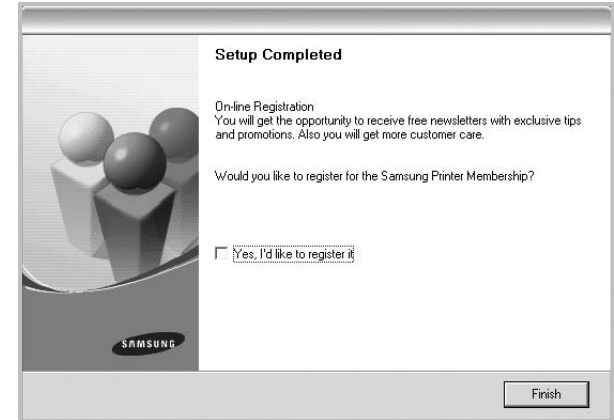 Setup Completed
On-line Registration
You will get the opportunity to receive free newsletters with exclusive tips
and promotions. Also you will get more customer care.
Would you like to register for the Samsung Printer Membership?
Yes, I'd like to register it
SAMSUNG
Finish